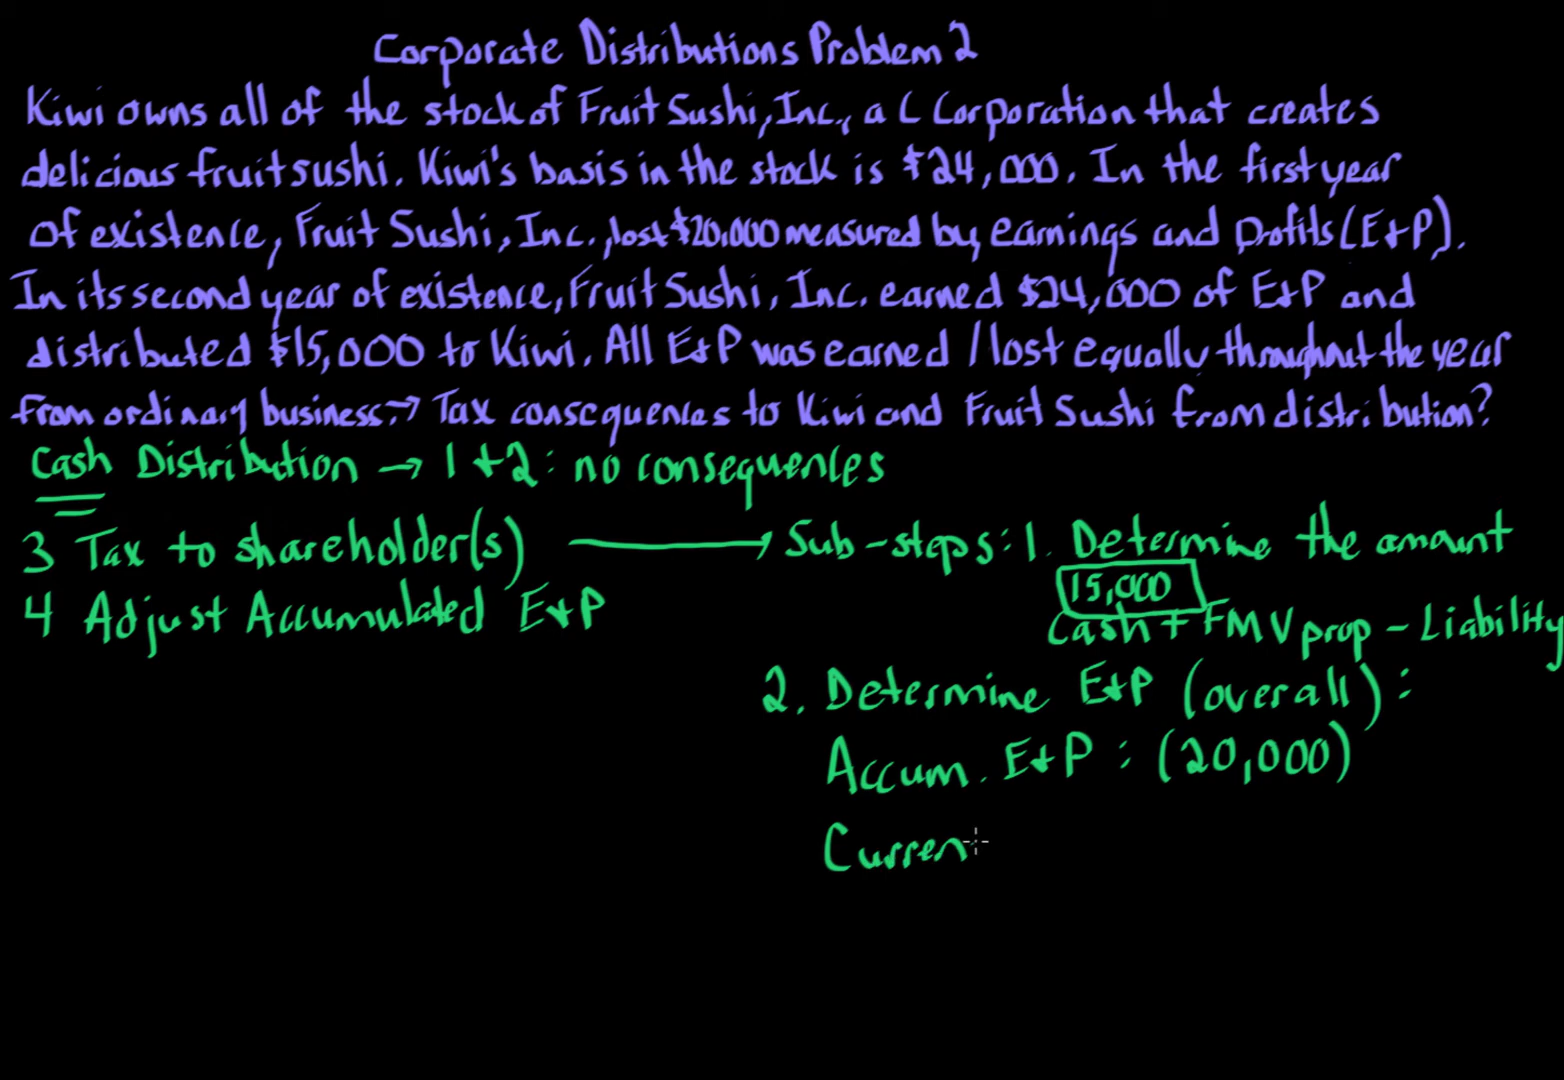 Corporate Distributions Problem 2
Kiwi owns all of the stock of Fruit Sushi, Inc., a C Corporation that creates
delicious fruit sushi. Kiwi's basis in the stock is $24,000. In the first year
of existence, Fruit Sushi, Inc., lost $20,000 measured by earnings and profits (E+P).
In its second year of existence, Fruit Sushi, Inc. earned $24,000 of E+P and
distributed $15,000 to Kiwi. All E+P was earned / lost equally throughout the year
from ordinary business. → Tax consequences to Kiwi and Fruit Sushi from distribution?
Cash Distribution → 1 + 2: no consequences
3 Tax to shareholder(s) → Sub-steps: 1. Determine the amount
15,000
4 Adjust Accumulated E+P
Cash + FMV prop - Liability
2. Determine E+P (overall):
Accum. E+P: (20,000)
Curren